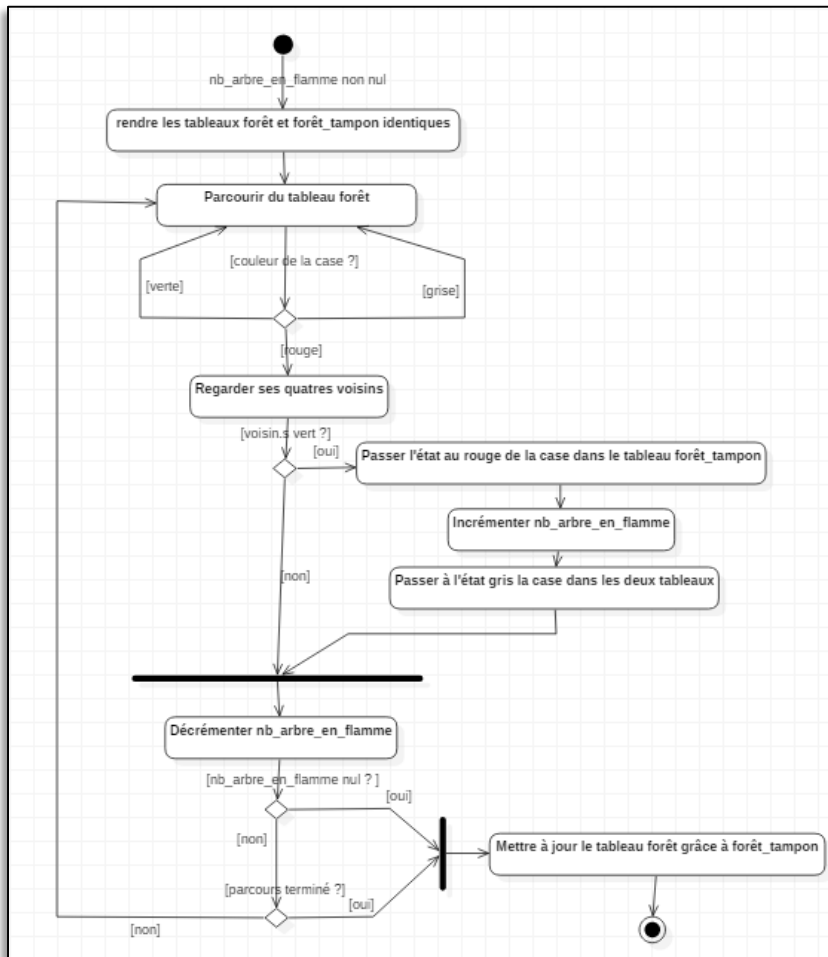 nb_arbre_en_flamme non nul
rendre les tableaux forêt et forêt_tampon identiques
Parcourir du tableau forêt
[couleur de la case ?]
[verte]
[grise]
[rouge]
Regarder ses quatres voisins
[voisin.s vert ?]
[oui]
Passer l'état au rouge de la case dans le tableau forêt_tampon
Incrémenter nb_arbre_en_flamme
[non]
Passer à l'état gris la case dans les deux tableaux
Décrémenter nb_arbre_en_flamme
[nb_arbre_en_flamme nul ? ]
[oui]
[non]
Mettre à jour le tableau forêt grâce à forêt_tampon
[parcours terminé ?]
[oui]
[non]